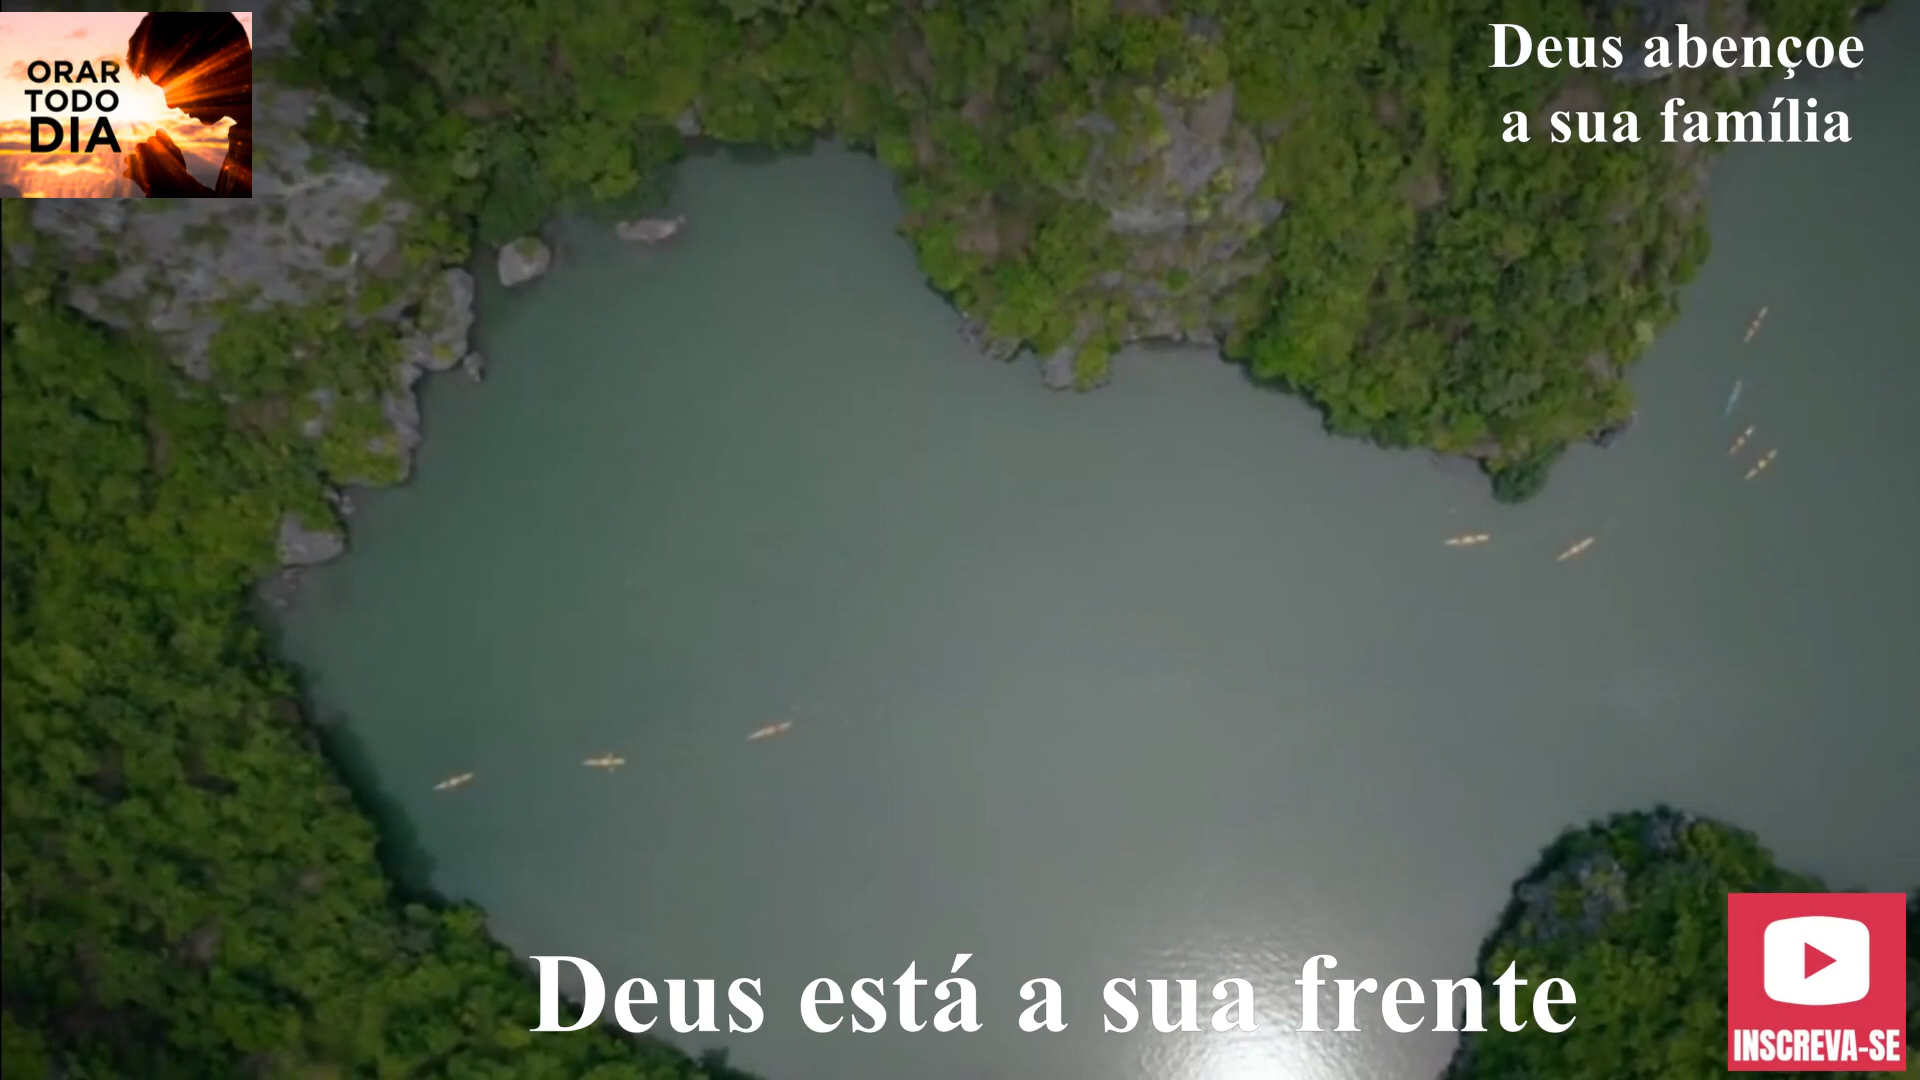 ORAR
TODO
DIA
Deus abençoe
a sua família
Deus está a sua frente
INSCREVA-SE